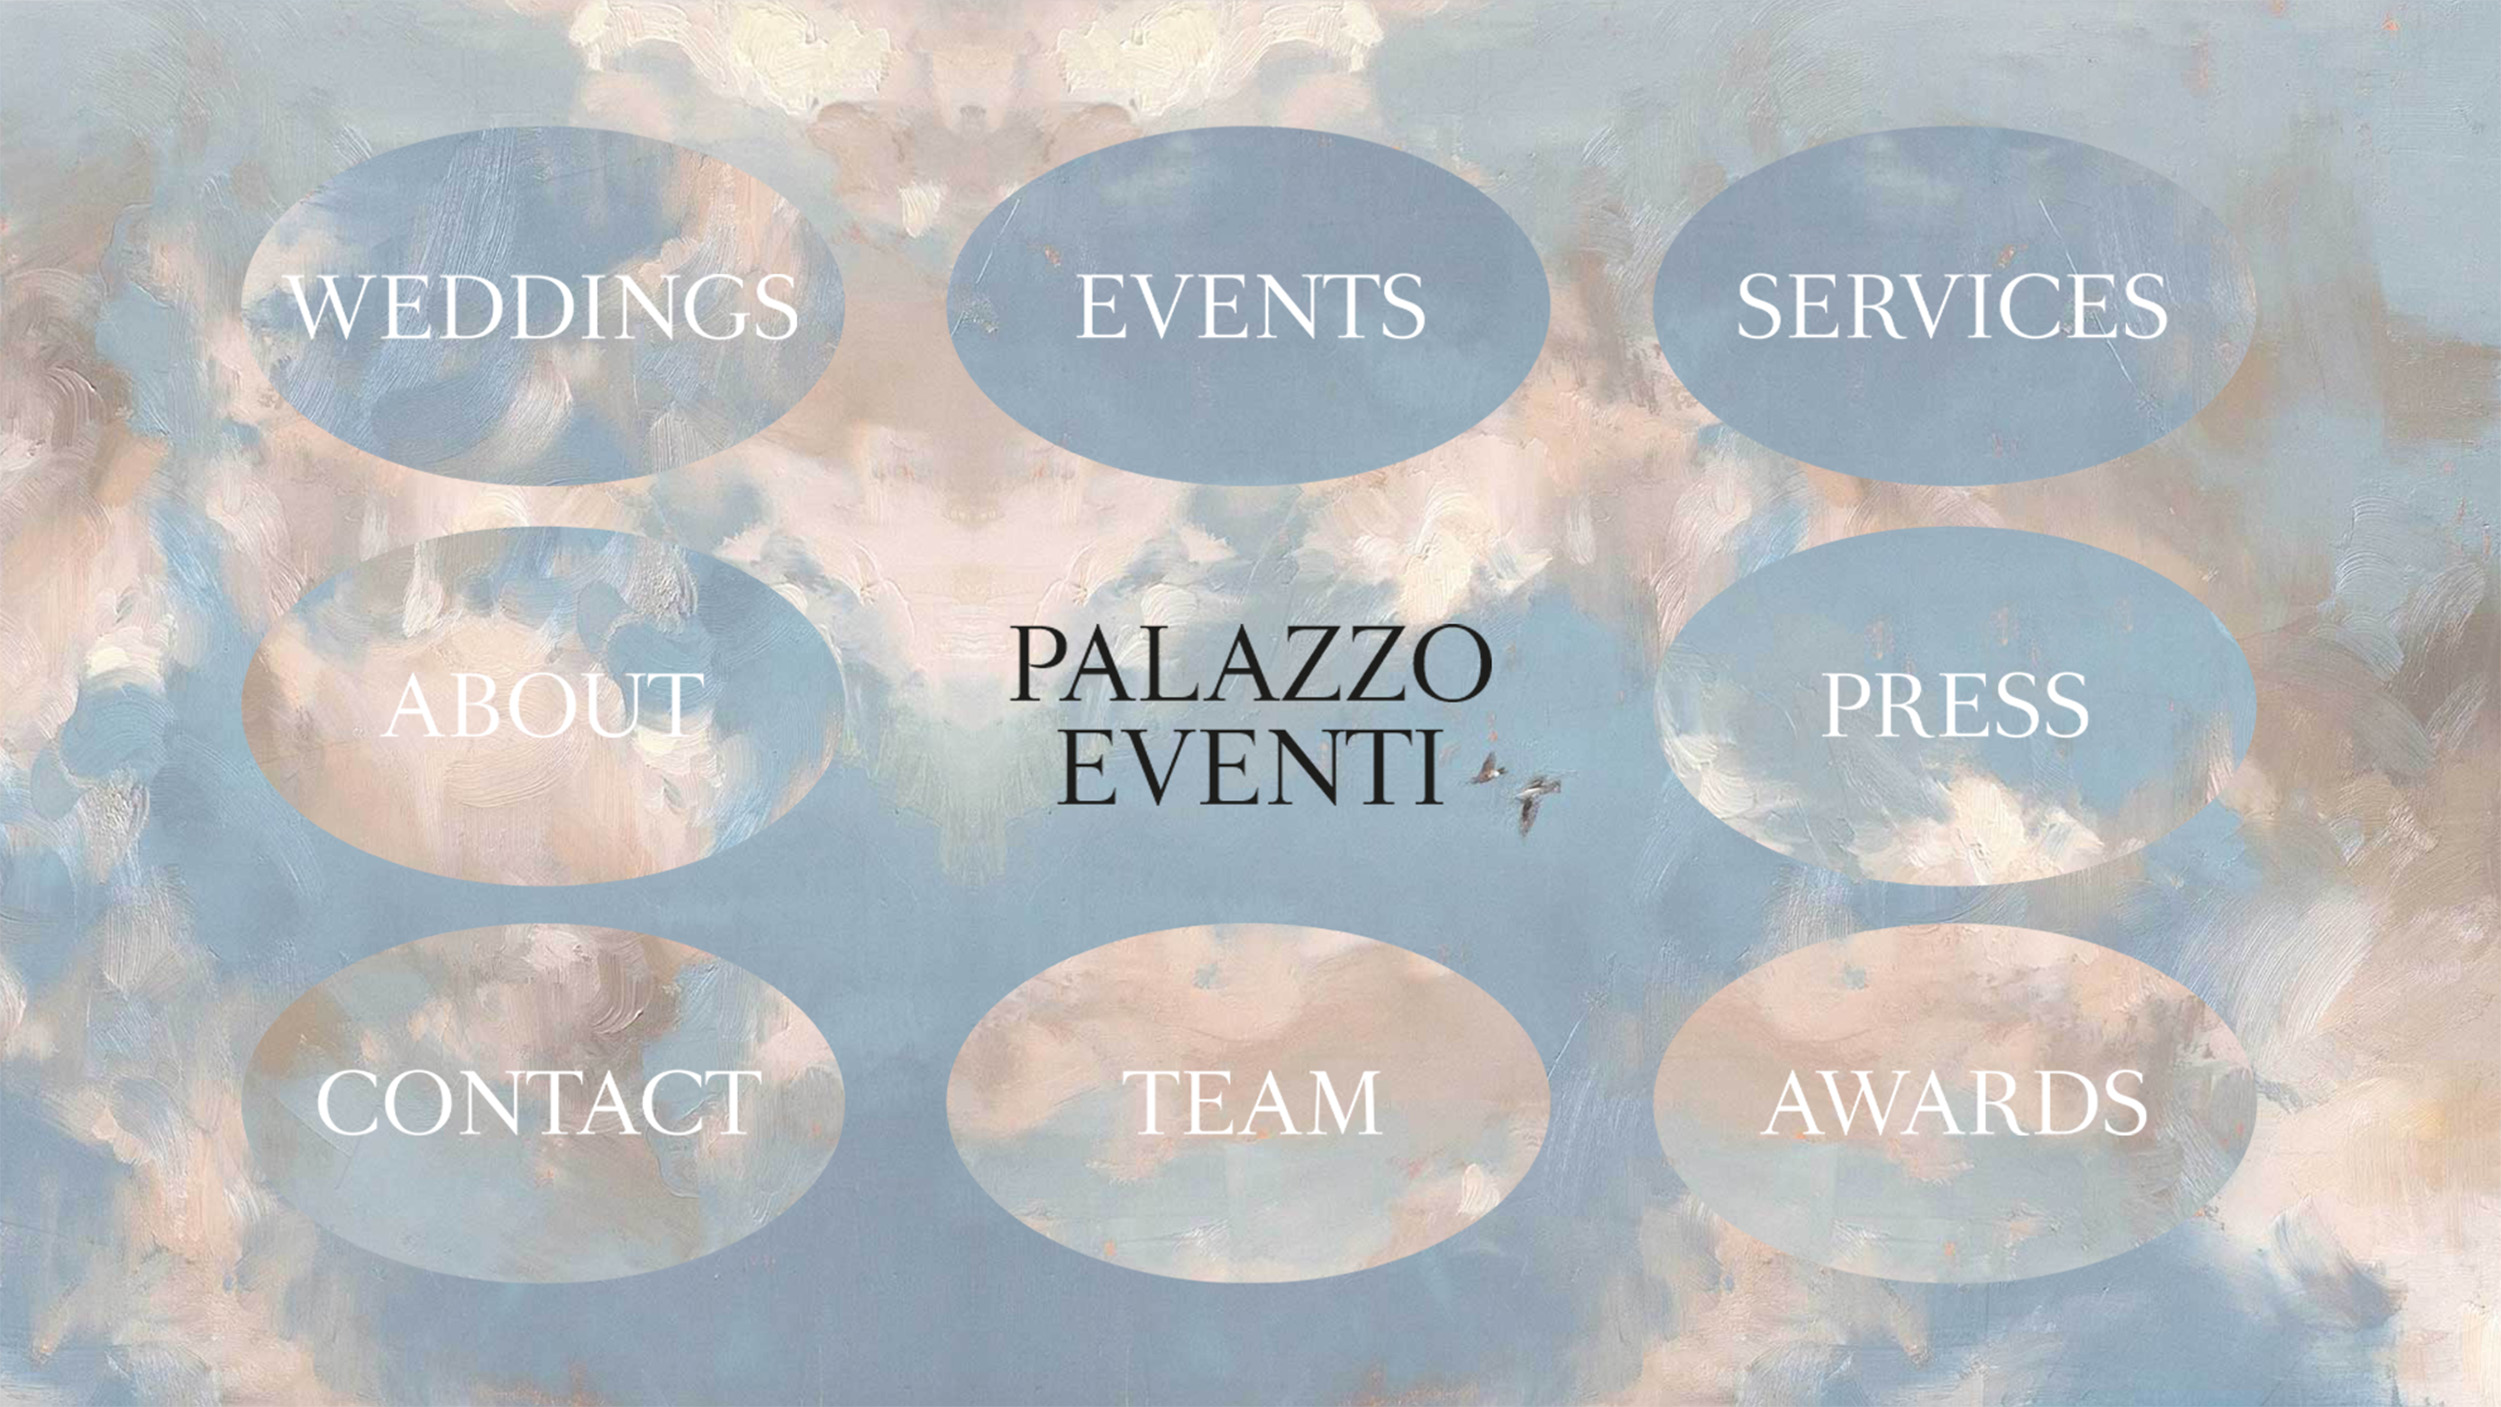 WEDDINGS
EVENTS
SERVICES
ABOUT
PALAZZO
EVENTI
PRESS
CONTACT
TEAM
AWARDS